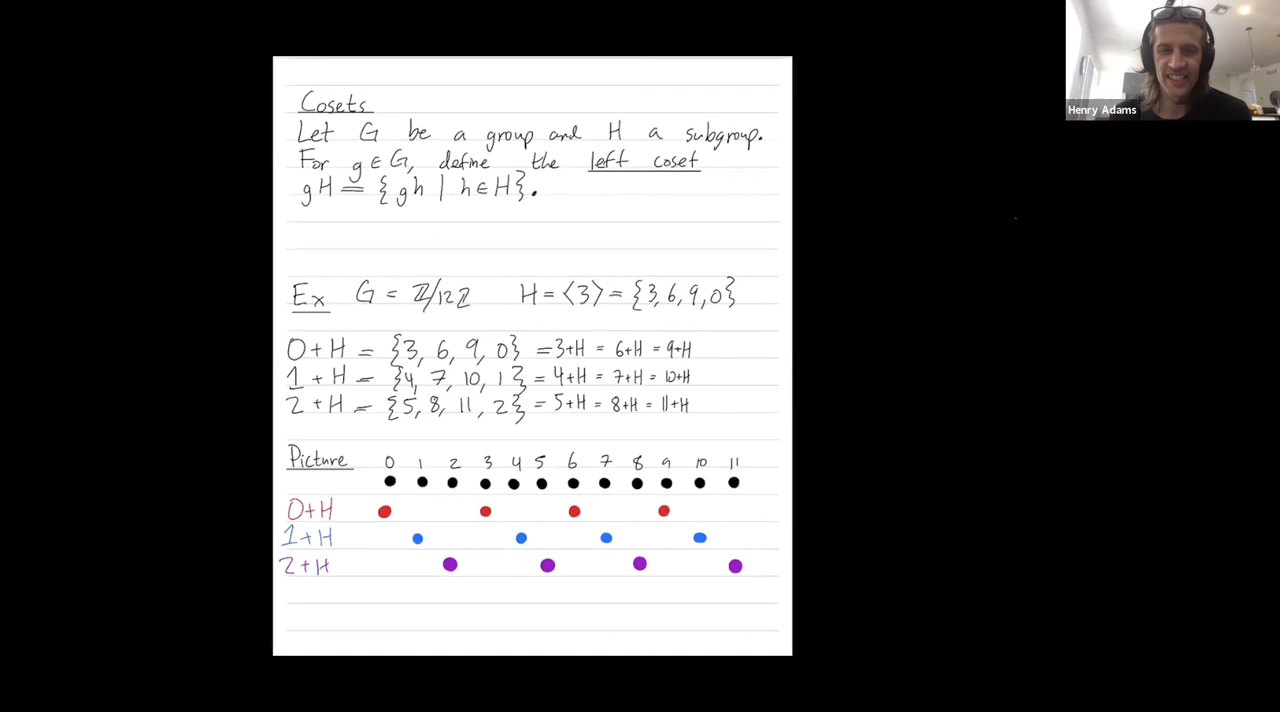 Cosets
Let G be a group and H a subgroup.
For g ∈ G, define the left coset
gH = {gh | h ∈ H}.
Ex G = ℤ/12ℤ H = ⟨3⟩ = {3, 6, 9, 0}
0 + H = {3, 6, 9, 0} = 3+H = 6+H = 9+H
1 + H = {4, 7, 10, 1} = 4+H = 7+H = 10+H
2 + H = {5, 8, 11, 2} = 5+H = 8+H = 11+H
Picture 0 1 2 3 4 5 6 7 8 9 10 11
0+H
1+H
2+H
Henry Adams